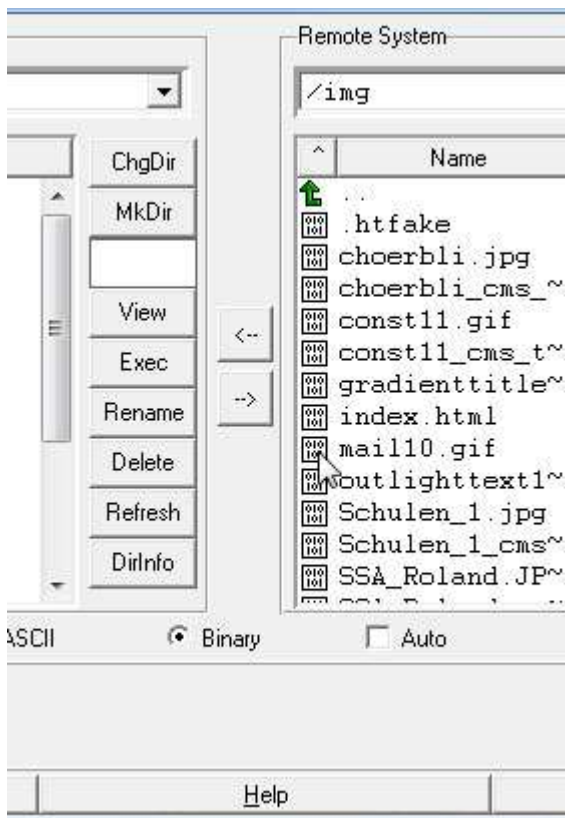 Remote System
/img
ChgDir
MkDir
View
Exec
Rename
Delete
Refresh
DirInfo
<--
-->
^ Name
..
.htfake
choerbli.jpg
choerbli_cms_~
const11.gif
const11_cms_t~
gradienttitle~
index.html
mail10.gif
outlighttext1~
Schulen_1.jpg
Schulen_1_cms~
SSA_Roland.JP~
ASCII Binary Auto
Help